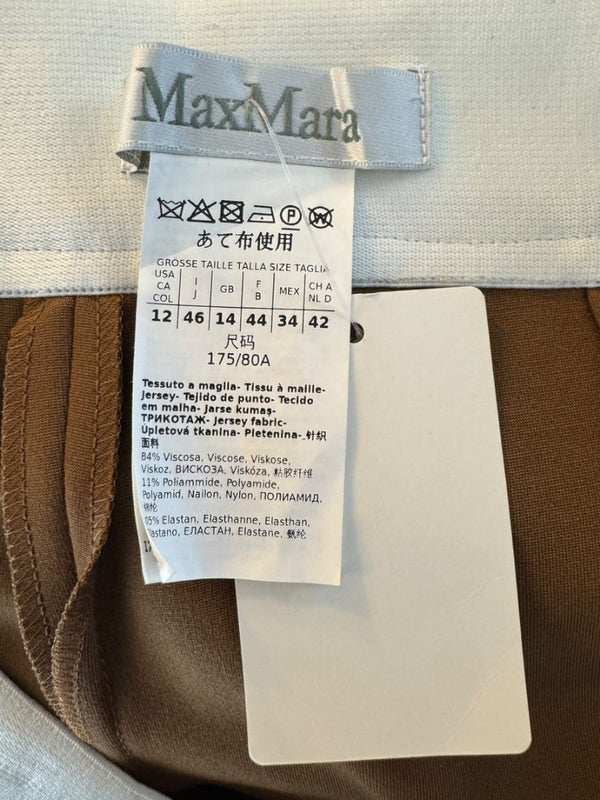 MaxMara
P W
あて布使用
GRÖSSE TAILLE TALLA SIZE TAGLIA
USA CA COL | I J | GB | F B | MEX | CH A NL D
12 | 46 | 14 | 44 | 34 | 42
尺码
175/80A
Tessuto a maglia- Tissu à maille-
Jersey- Tejido de punto- Tecido
em malha- Jarse kumaş-
ТРИКОТАЖ- Jersey fabric-
Úpletová tkanina- Pletenina- 针织
面料
84% Viscosa, Viscose, Viskose,
Viskoz, ВИСКОЗА, Viskóza, 粘胶纤维
11% Poliammide, Polyamide,
Polyamid, Nailon, Nylon, ПОЛИАМИД,
锦纶
05% Elastan, Elasthanne, Elasthan,
Elastano, ЕЛАСТАН, Elastane, 氨纶